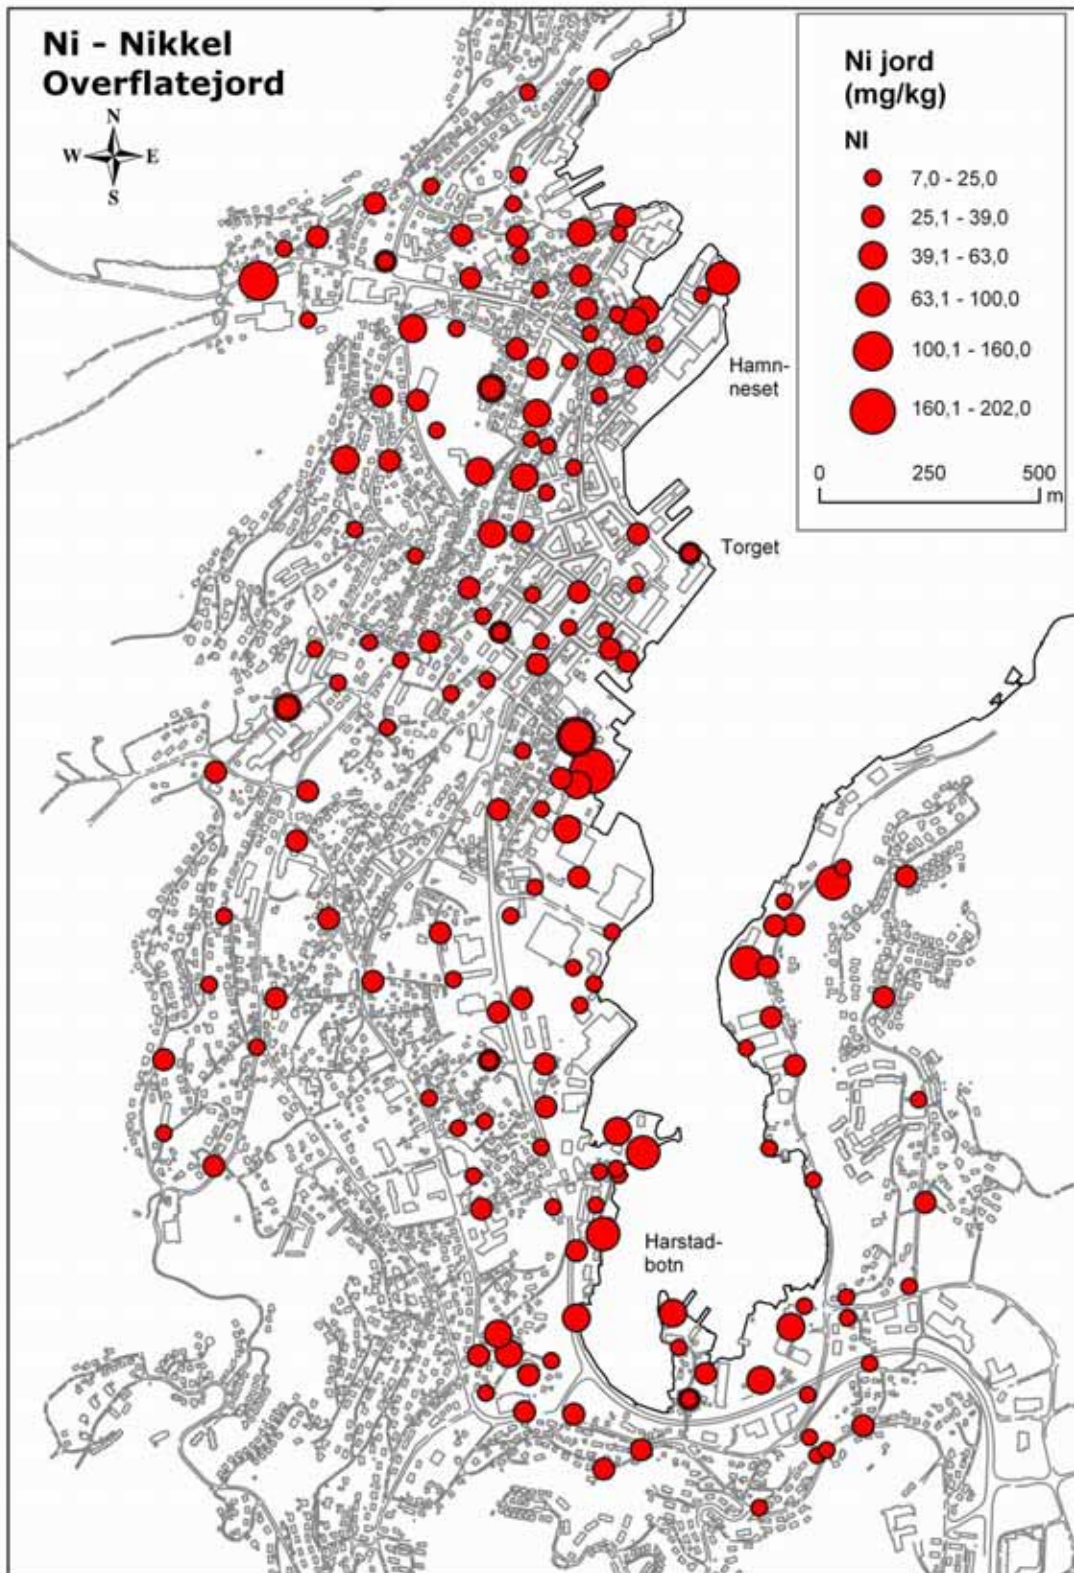 Ni - Nikkel
Overflatejord
N
W E
S
Ni jord
(mg/kg)
NI
7,0 - 25,0
25,1 - 39,0
39,1 - 63,0
63,1 - 100,0
100,1 - 160,0
160,1 - 202,0
0 250 500
m
Hamn-
neset
Torget
Harstad-
botn